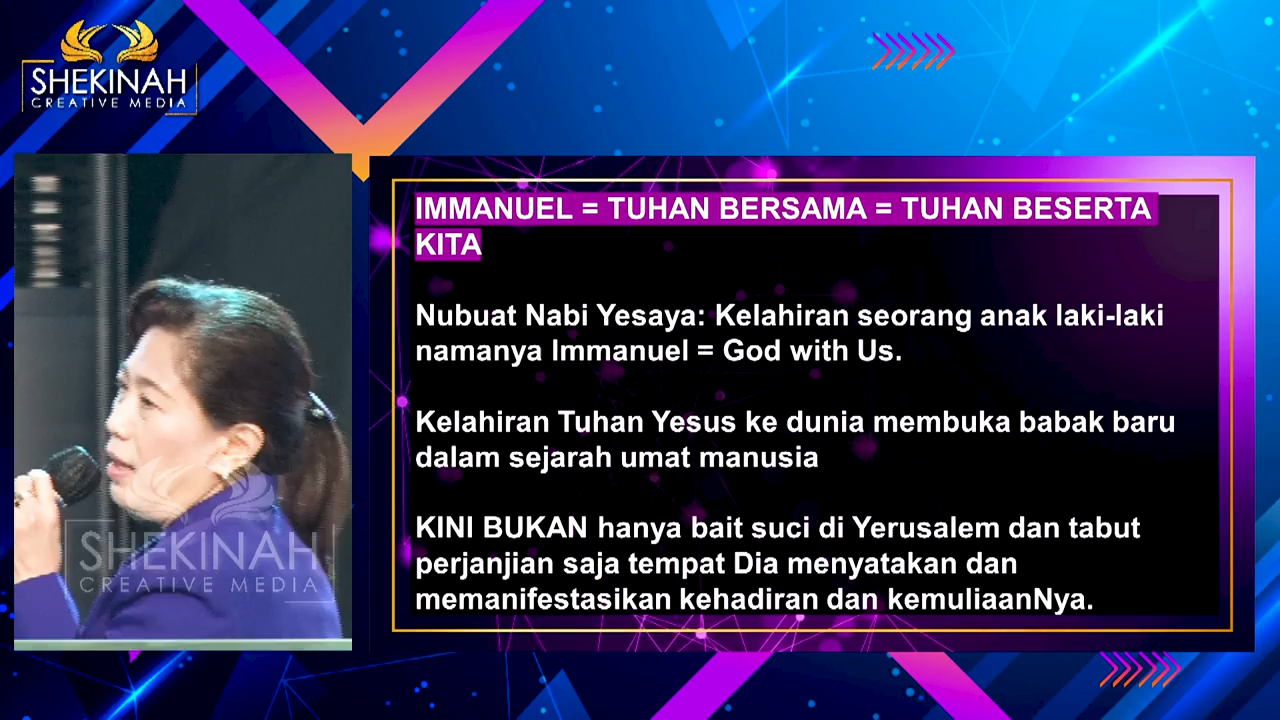 SHEKINAH
CREATIVE MEDIA
IMMANUEL = TUHAN BERSAMA = TUHAN BESERTA
KITA
Nubuat Nabi Yesaya: Kelahiran seorang anak laki-laki
namanya Immanuel = God with Us.
Kelahiran Tuhan Yesus ke dunia membuka babak baru
dalam sejarah umat manusia
KINI BUKAN hanya bait suci di Yerusalem dan tabut
perjanjian saja tempat Dia menyatakan dan
memanifestasikan kehadiran dan kemuliaanNya.
SHEKINAH
CREATIVE MEDIA